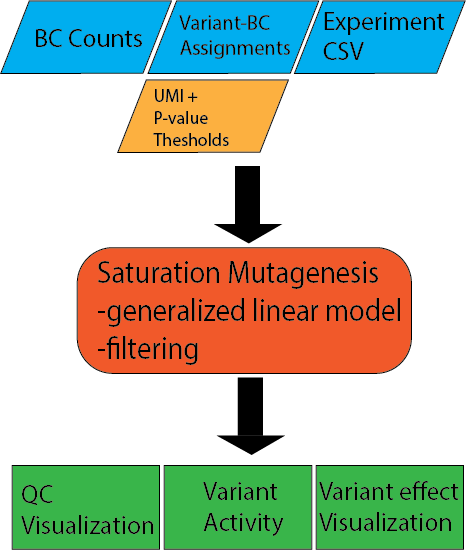 BC Counts
Variant-BC
Assignments
Experiment
CSV
UMI +
P-value
Thesholds
Saturation Mutagenesis
-generalized linear model
-filtering
QC
Visualization
Variant
Activity
Variant effect
Visualization